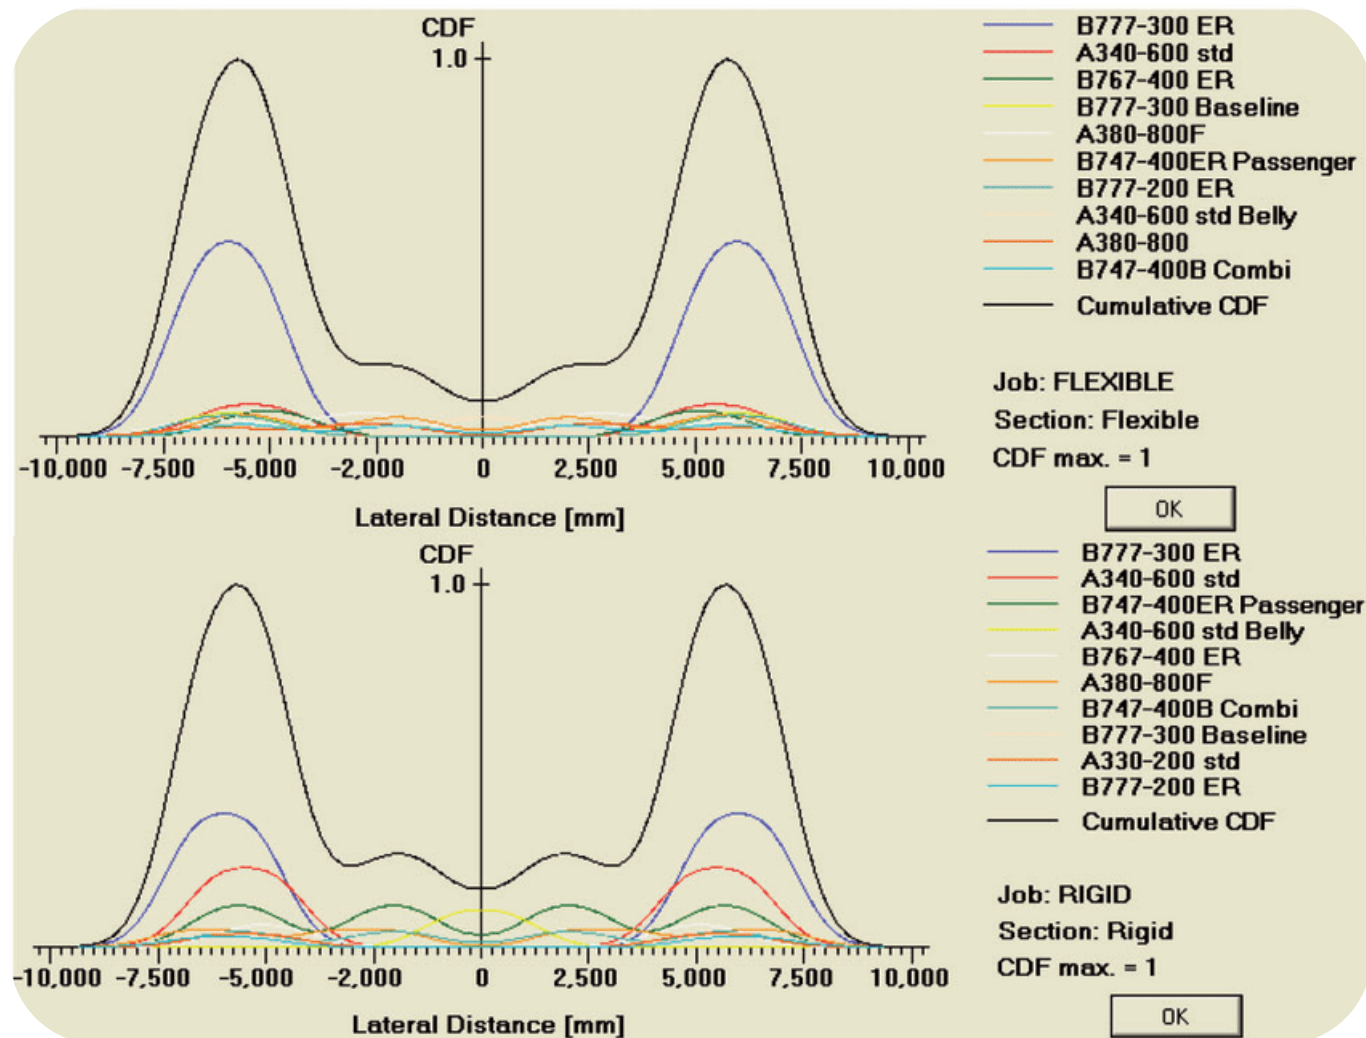 CDF
1.0
-10,000 -7,500 -5,000 -2,000 0 2,500 5,000 7,500 10,000
Lateral Distance [mm]
B777-300 ER
A340-600 std
B767-400 ER
B777-300 Baseline
A380-800F
B747-400ER Passenger
B777-200 ER
A340-600 std Belly
A380-800
B747-400B Combi
Cumulative CDF
Job: FLEXIBLE
Section: Flexible
CDF max. = 1
OK
CDF
1.0
-10,000 -7,500 -5,000 -2,000 0 2,500 5,000 7,500 10,000
Lateral Distance [mm]
B777-300 ER
A340-600 std
B747-400ER Passenger
A340-600 std Belly
B767-400 ER
A380-800F
B747-400B Combi
B777-300 Baseline
A330-200 std
B777-200 ER
Cumulative CDF
Job: RIGID
Section: Rigid
CDF max. = 1
OK